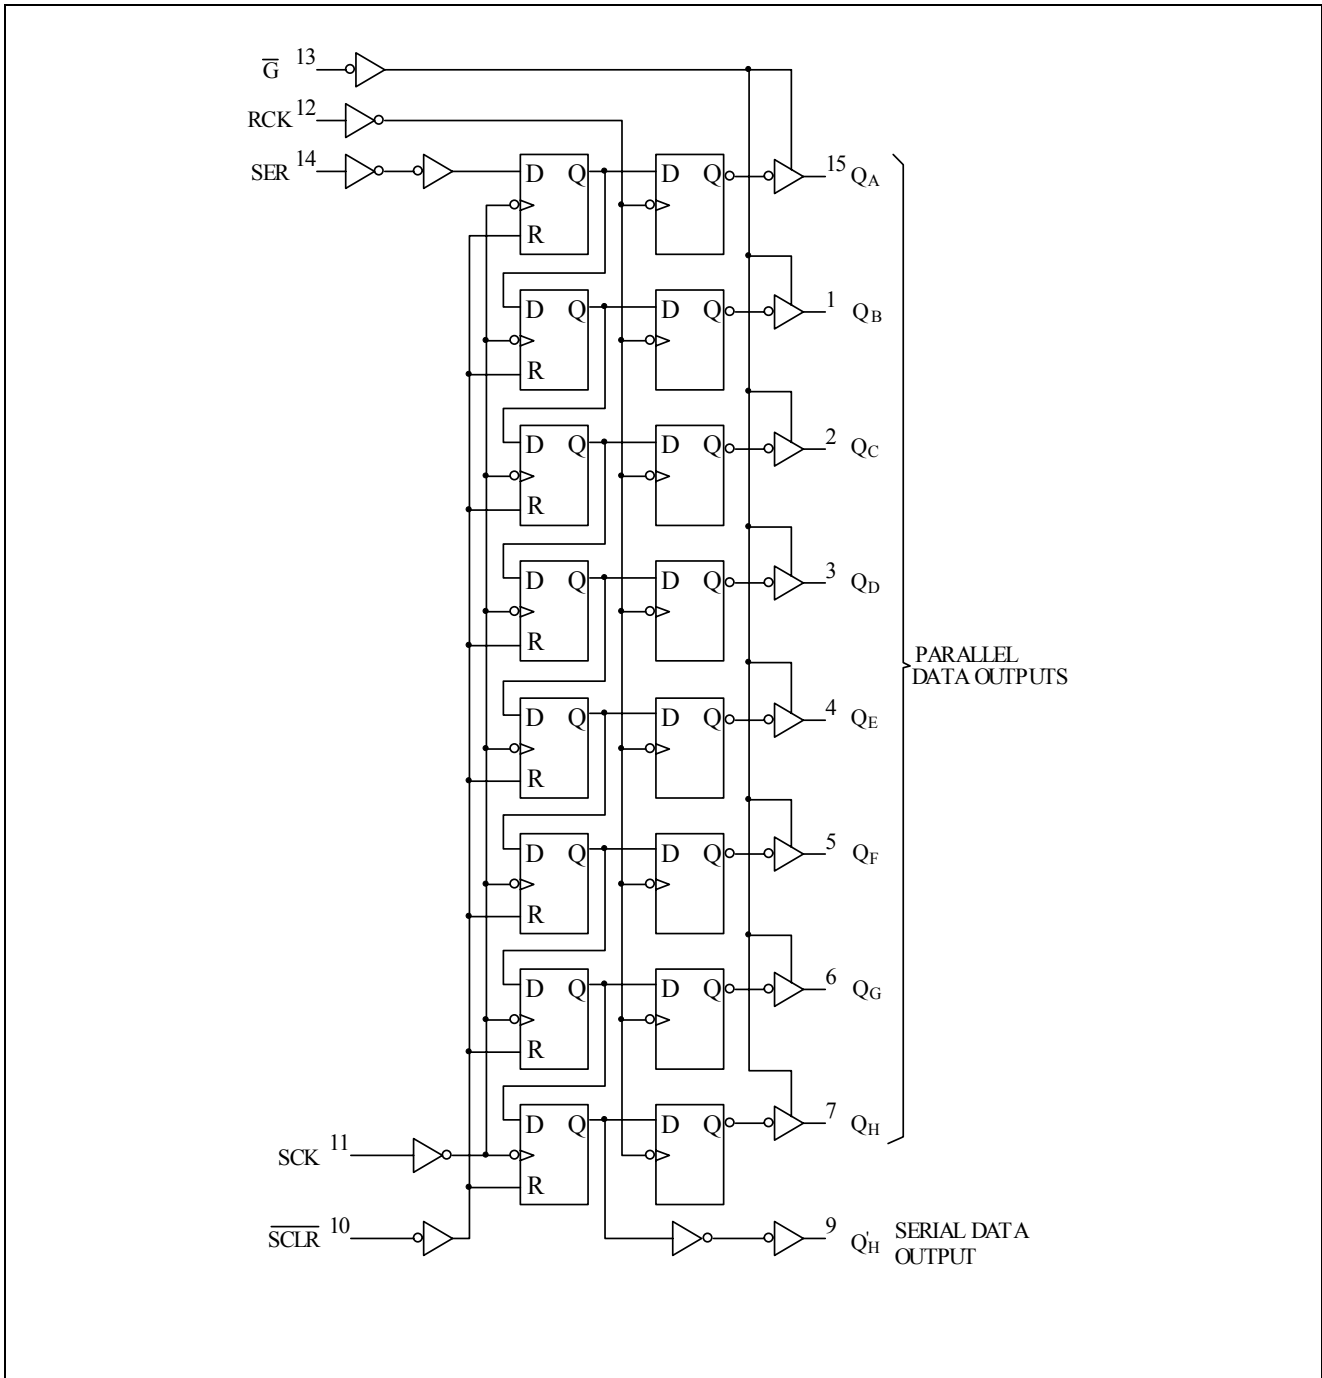 G̅ 13
RCK 12
SER 14
D Q D Q 15 QA
R
D Q D Q 1 QB
R
D Q D Q 2 QC
R
D Q D Q 3 QD
R
PARALLEL
DATA OUTPUTS
D Q D Q 4 QE
R
D Q D Q 5 QF
R
D Q D Q 6 QG
R
D Q D Q 7 QH
SCK 11
R
S̅C̅L̅R̅ 10
9 Q'H SERIAL DATA
OUTPUT